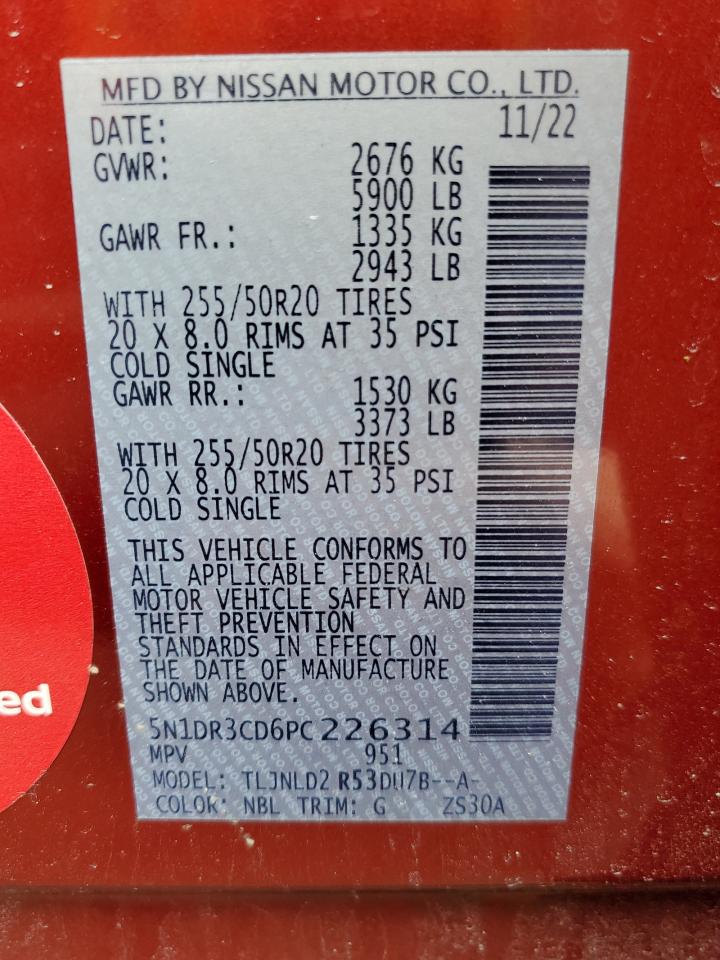 MFD BY NISSAN MOTOR CO., LTD.
DATE: 11/22
GVWR: 2676 KG
5900 LB
GAWR FR.: 1335 KG
2943 LB
WITH 255/50R20 TIRES
20 X 8.0 RIMS AT 35 PSI
COLD SINGLE
GAWR RR.: 1530 KG
3373 LB
WITH 255/50R20 TIRES
20 X 8.0 RIMS AT 35 PSI
COLD SINGLE
THIS VEHICLE CONFORMS TO
ALL APPLICABLE FEDERAL
MOTOR VEHICLE SAFETY AND
THEFT PREVENTION
STANDARDS IN EFFECT ON
THE DATE OF MANUFACTURE
SHOWN ABOVE.
5N1DR3CD6PC226314
MPV 951
MODEL: TLJNLD2 R53DU7B--A-
COLOR: NBL TRIM: G ZS30A
ed